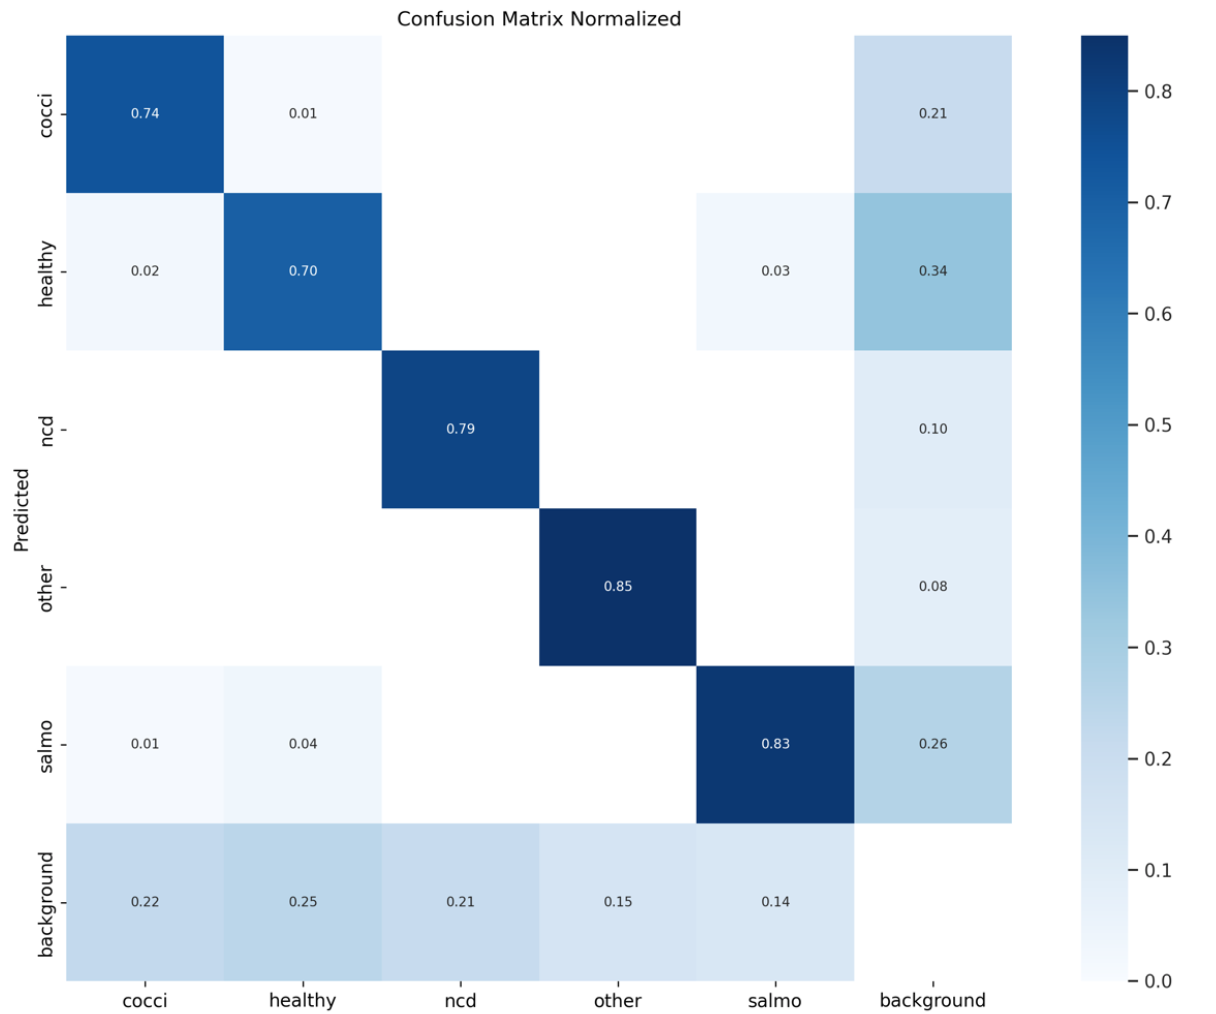 Confusion Matrix Normalized
Predicted
cocci 0.74 0.01 0.21
healthy 0.02 0.70 0.03 0.34
ncd 0.79 0.10
other 0.85 0.08
salmo 0.01 0.04 0.83 0.26
background 0.22 0.25 0.21 0.15 0.14
cocci healthy ncd other salmo background
0.8
0.7
0.6
0.5
0.4
0.3
0.2
0.1
0.0